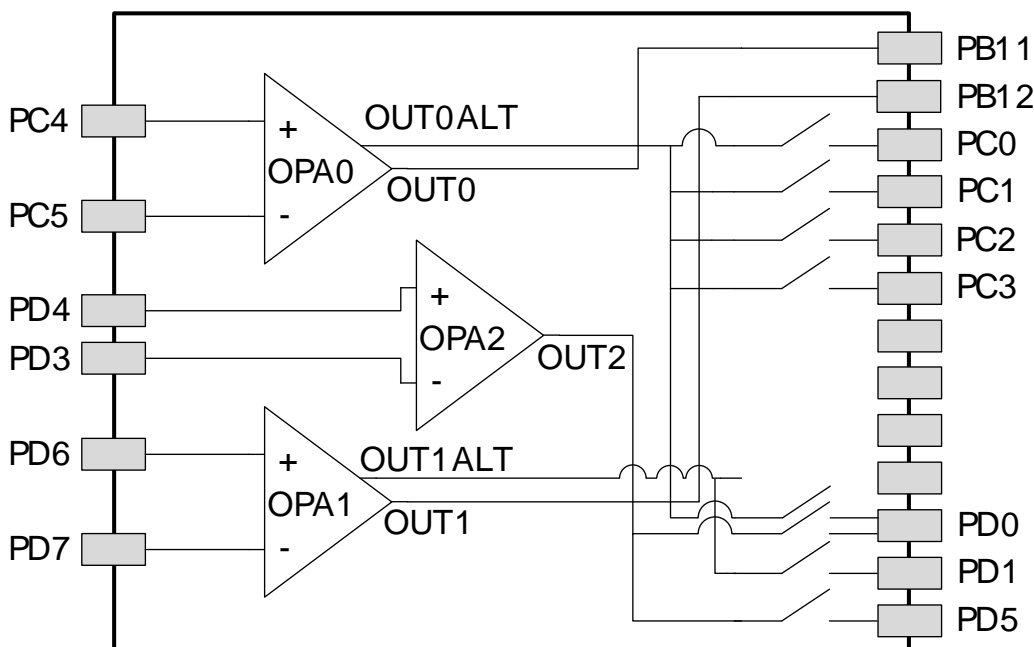 PB11
PB12
PC4
+
OUT0ALT
PC0
OPA0
OUT0
PC1
PC5
-
PC2
PC3
PD4
+
OPA2
OUT2
PD3
-
PD6
+
OUT1ALT
OPA1
OUT1
PD0
PD7
-
PD1
PD5